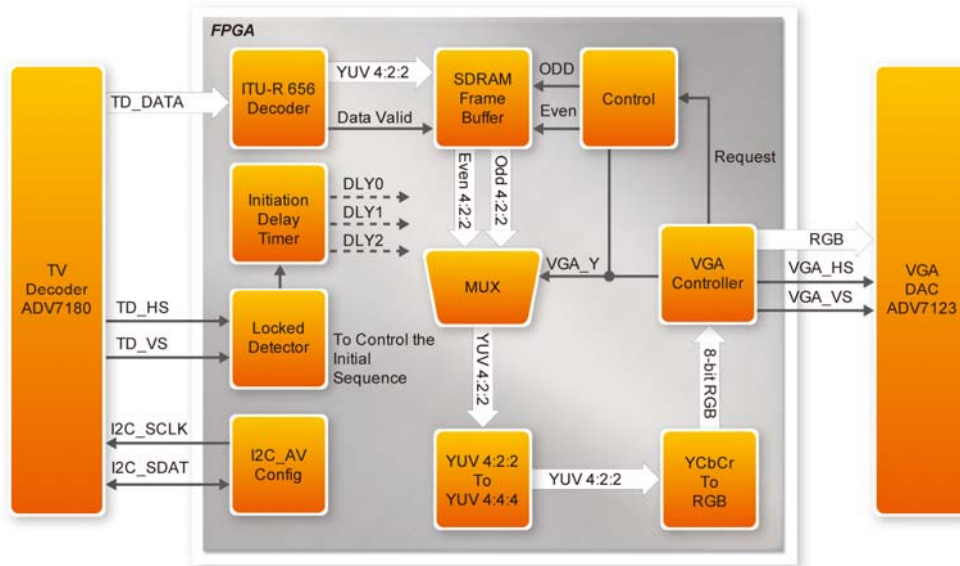 FPGA
TV
Decoder
ADV7180
TD_DATA
ITU-R 656
Decoder
YUV 4:2:2
Data Valid
SDRAM
Frame
Buffer
ODD
Even
Control
Request
Initiation
Delay
Timer
DLY0
DLY1
DLY2
Even 4:2:2
Odd 4:2:2
MUX
VGA_Y
VGA
Controller
RGB
VGA_HS
VGA_VS
VGA
DAC
ADV7123
TD_HS
TD_VS
Locked
Detector
To Control the
Initial
Sequence
YUV 4:2:2
8-bit RGB
I2C_SCLK
I2C_SDAT
I2C_AV
Config
YUV 4:2:2
To
YUV 4:4:4
YUV 4:2:2
YCbCr
To
RGB